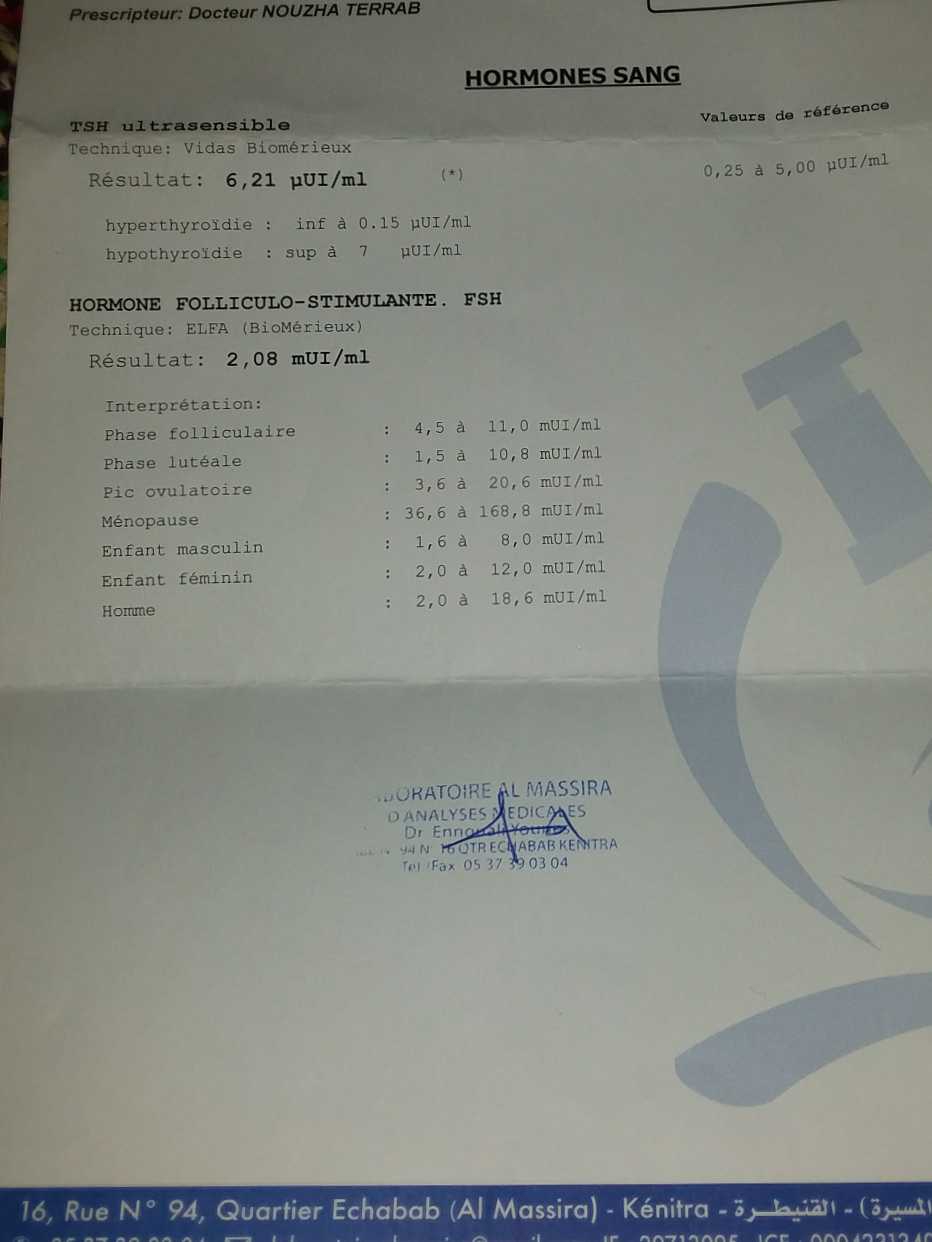 Prescripteur: Docteur NOUZHA TERRAB
HORMONES SANG
TSH ultrasensible
Valeurs de référence
Technique: Vidas Biomérieux
Résultat: 6,21 µUI/ml (*) 0,25 à 5,00 µUI/ml
hyperthyroïdie : inf à 0.15 µUI/ml
hypothyroïdie : sup à 7 µUI/ml
HORMONE FOLLICULO-STIMULANTE. FSH
Technique: ELFA (BioMérieux)
Résultat: 2,08 mUI/ml
Interprétation:
Phase folliculaire : 4,5 à 11,0 mUI/ml
Phase lutéale : 1,5 à 10,8 mUI/ml
Pic ovulatoire : 3,6 à 20,6 mUI/ml
Ménopause : 36,6 à 168,8 mUI/ml
Enfant masculin : 1,6 à 8,0 mUI/ml
Enfant féminin : 2,0 à 12,0 mUI/ml
Homme : 2,0 à 18,6 mUI/ml
AL MASSIRA
D'ANALYSES MEDICALES
Dr
94 N 16 QTR ECHABAB KENITRA
Tel /Fax 05 37 39 03 04
16, Rue N° 94, Quartier Echabab (Al Massira) - Kénitra - القنيطرة - (المسيرة)